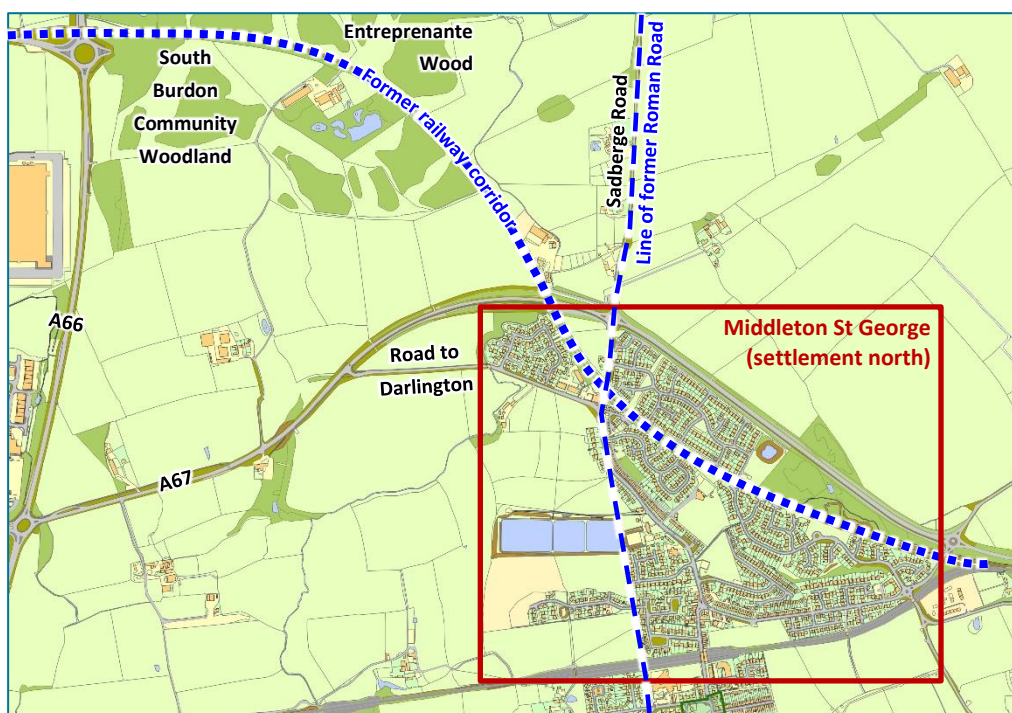 Entreprenante
Wood
South
Burdon
Community
Woodland
Former railway corridor
Sadberge Road
Line of former Roman Road
A66
Middleton St George
(settlement north)
Road to
Darlington
A67